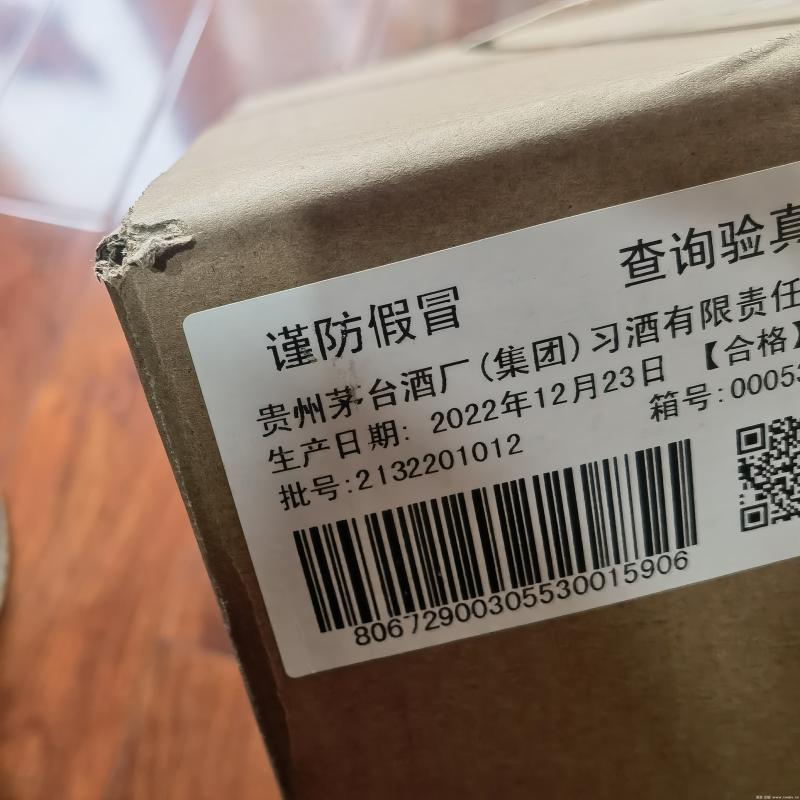 谨防假冒 查询验真
贵州茅台酒厂(集团)习酒有限责任
生产日期: 2022年12月23日 【合格】
批号:2132201012 箱号:0005
80672900305530015906